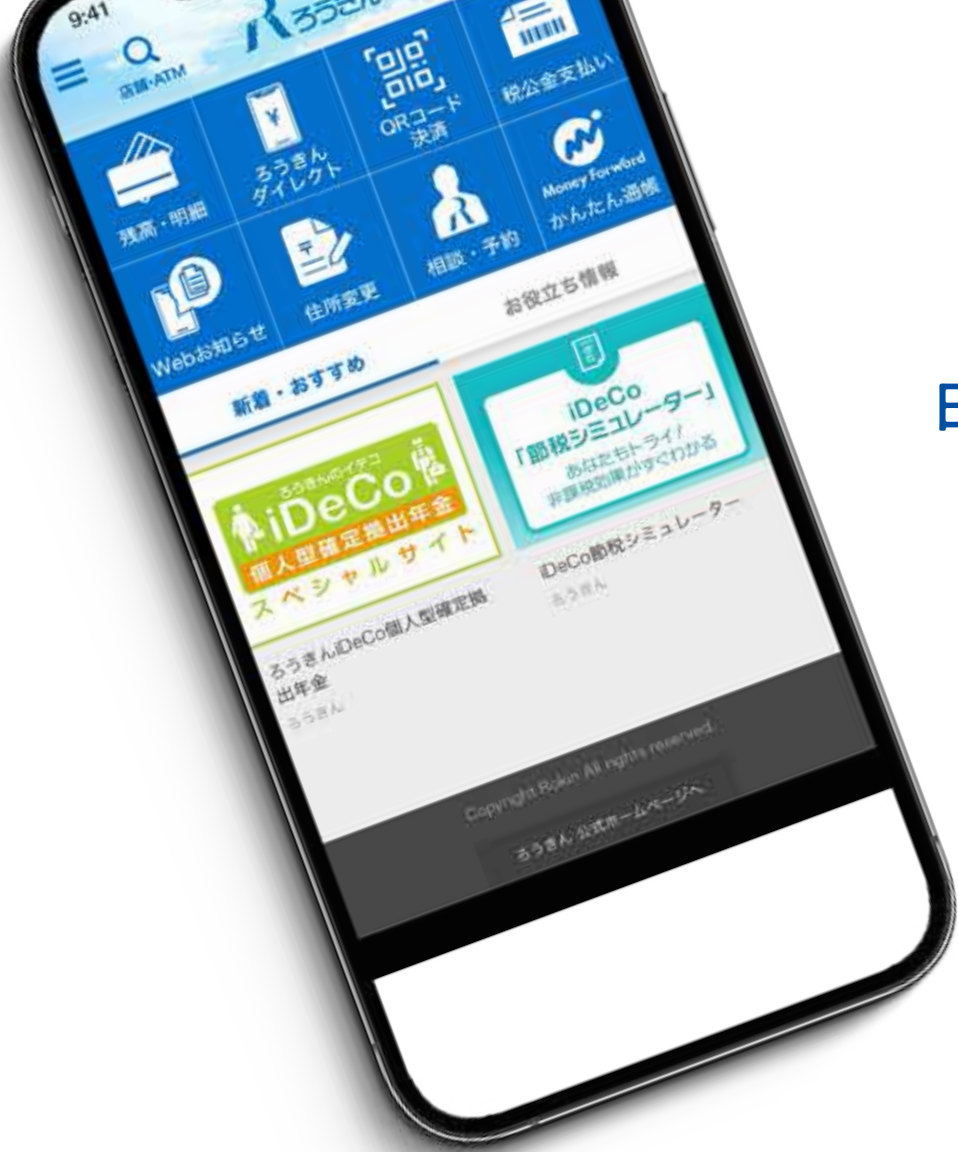 9:41
店舗・ATM
ろうきん
残高・明細
ろうきん
ダイレクト
QRコード
決済
税公金支払い
Webお知らせ
住所変更
相談・予約
Money Forward
かんたん通帳
新着・おすすめ
お役立ち情報
ろうきんのイデコ
iDeCo
個人型確定拠出年金
スペシャルサイト
iDeCo
「節税シミュレーター」
あなたもトライ!
非課税効果がすぐわかる
ろうきんiDeCo個人型確定拠
出年金
ろうきん
iDeCo節税シミュレーター
ろうきん
Copyright Rokin All rights reserved.
ろうきん 公式ホームページへ